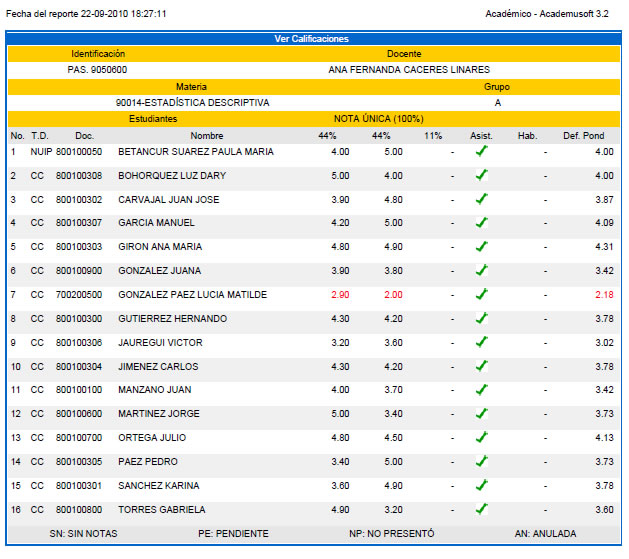 Fecha del reporte 22-09-2010 18:27:11 Académico - Academusoft 3.2
Ver Calificaciones
Identificación Docente
PAS. 9050600 ANA FERNANDA CACERES LINARES
Materia Grupo
90014-ESTADÍSTICA DESCRIPTIVA A
Estudiantes NOTA ÚNICA (100%)
No. T.D. Doc. Nombre 44% 44% 11% Asist. Hab. Def. Pond
1 NUIP 800100050 BETANCUR SUAREZ PAULA MARIA 4.00 5.00 - - 4.00
2 CC 800100308 BOHORQUEZ LUZ DARY 5.00 4.00 - - 4.00
3 CC 800100302 CARVAJAL JUAN JOSE 3.90 4.80 - - 3.87
4 CC 800100307 GARCIA MANUEL 4.20 5.00 - - 4.09
5 CC 800100303 GIRON ANA MARIA 4.80 4.90 - - 4.31
6 CC 800100900 GONZALEZ JUANA 3.90 3.80 - - 3.42
7 CC 700200500 GONZALEZ PAEZ LUCIA MATILDE 2.90 2.00 - - 2.18
8 CC 800100300 GUTIERREZ HERNANDO 4.30 4.20 - - 3.78
9 CC 800100306 JAUREGUI VICTOR 3.20 3.60 - - 3.02
10 CC 800100304 JIMENEZ CARLOS 4.30 4.20 - - 3.78
11 CC 800100100 MANZANO JUAN 4.00 3.70 - - 3.42
12 CC 800100600 MARTINEZ JORGE 5.00 3.40 - - 3.73
13 CC 800100700 ORTEGA JULIO 4.80 4.50 - - 4.13
14 CC 800100305 PAEZ PEDRO 3.40 5.00 - - 3.73
15 CC 800100301 SANCHEZ KARINA 3.60 4.90 - - 3.78
16 CC 800100800 TORRES GABRIELA 4.90 3.20 - - 3.60
SN: SIN NOTAS PE: PENDIENTE NP: NO PRESENTÓ AN: ANULADA